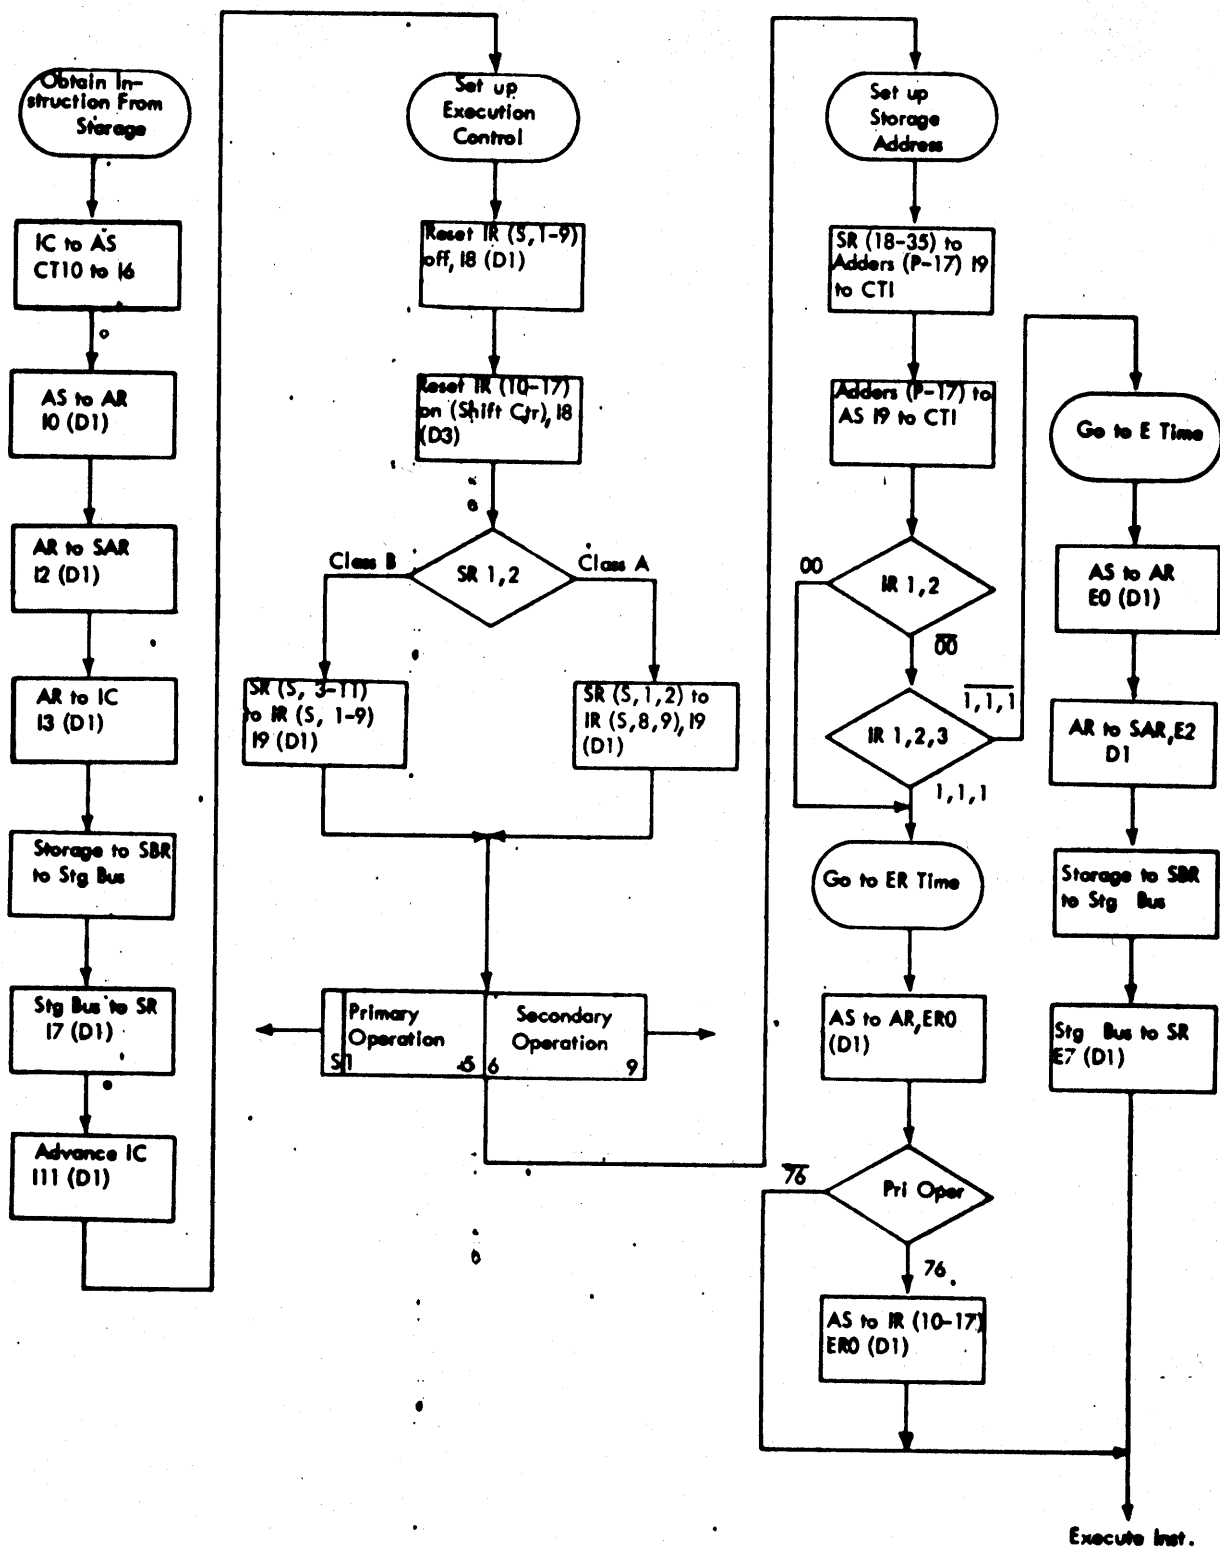 Obtain In-
struction From
Storage
IC to AS
CT10 to I6
AS to AR
I0 (D1)
AR to SAR
I2 (D1)
AR to IC
I3 (D1)
Storage to SBR
to Stg Bus
Stg Bus to SR
I7 (D1)
Advance IC
I11 (D1)
Set up
Execution
Control
Reset IR (S,1-9)
off, I8 (D1)
Reset IR (10-17)
on (Shift Ctr), I8
(D3)
Class B
SR 1,2
Class A
SR (S, 3-11)
to IR (S, 1-9)
I9 (D1)
SR (S,1,2) to
IR (S,8,9), I9
(D1)
Primary
Operation
S 1 5
Secondary
Operation
6 9
Set up
Storage
Address
SR (18-35) to
Adders (P-17) I9
to CTI
Adders (P-17) to
AS I9 to CTI
00
IR 1,2
0̅0̅
IR 1,2,3
1̅,̅1̅,̅1̅
1,1,1
Go to ER Time
AS to AR,ER0
(D1)
7̅6̅
Pri Oper
76
AS to IR (10-17)
ER0 (D1)
Go to E Time
AS to AR
E0 (D1)
AR to SAR,E2
D1
Storage to SBR
to Stg Bus
Stg Bus to SR
E7 (D1)
Execute Inst.